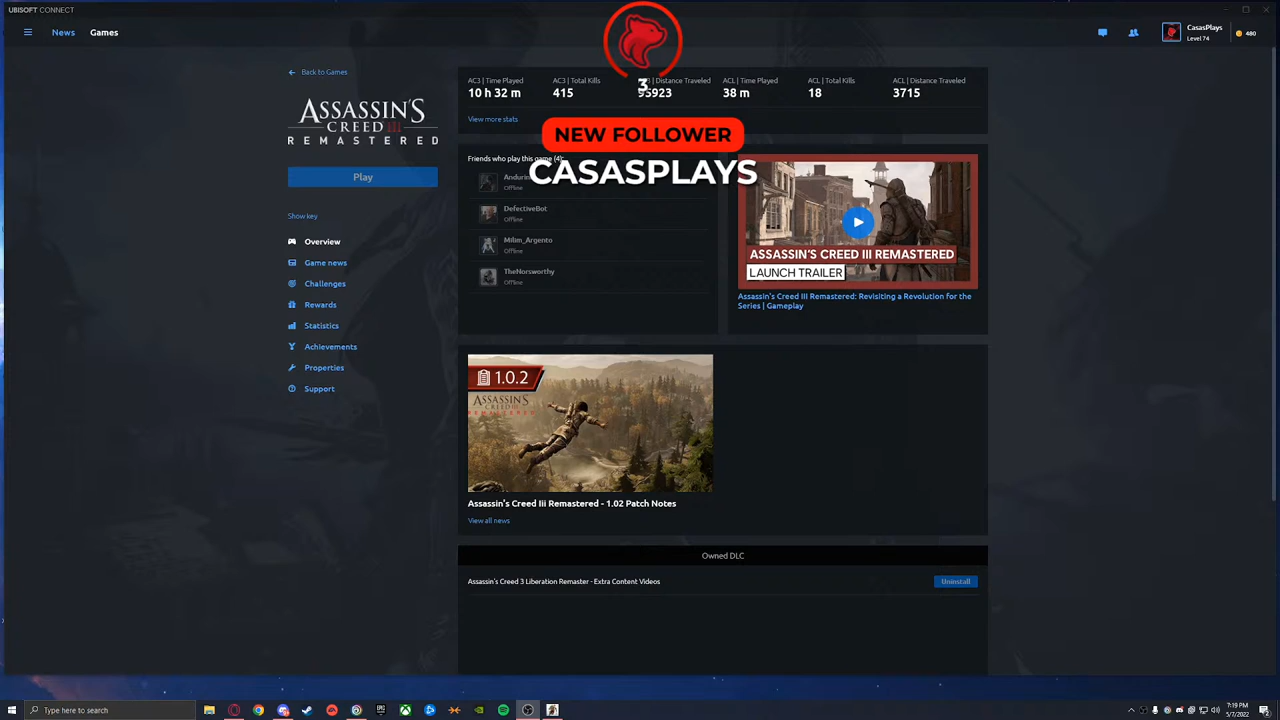 UBISOFT CONNECT
News
Games
CasasPlays
Level 74
480
Back to Games
ASSASSIN'S
CREED III
REMASTERED
Play
Show key
Overview
Game news
Challenges
Rewards
Statistics
Achievements
Properties
Support
AC3 | Time Played
10 h 32 m
AC3 | Total Kills
415
| Distance Traveled
3
ACL | Time Played
38 m
ACL | Total Kills
18
ACL | Distance Traveled
3715
View more stats
NEW FOLLOWER
CASASPLAYS
Friends who play this game (4):
Offline
DefectiveBot
Offline
Milim_Argento
Offline
TheNorsworthy
Offline
ASSASSIN'S CREED III REMASTERED
LAUNCH TRAILER
Assassin's Creed III Remastered: Revisiting a Revolution for the
Series | Gameplay
1.0.2
ASSASSIN'S
CREED III
REMASTERED
Assassin's Creed Iii Remastered - 1.02 Patch Notes
View all news
Owned DLC
Assassin's Creed 3 Liberation Remaster - Extra Content Videos
Uninstall
Type here to search
7:19 PM
5/7/2022